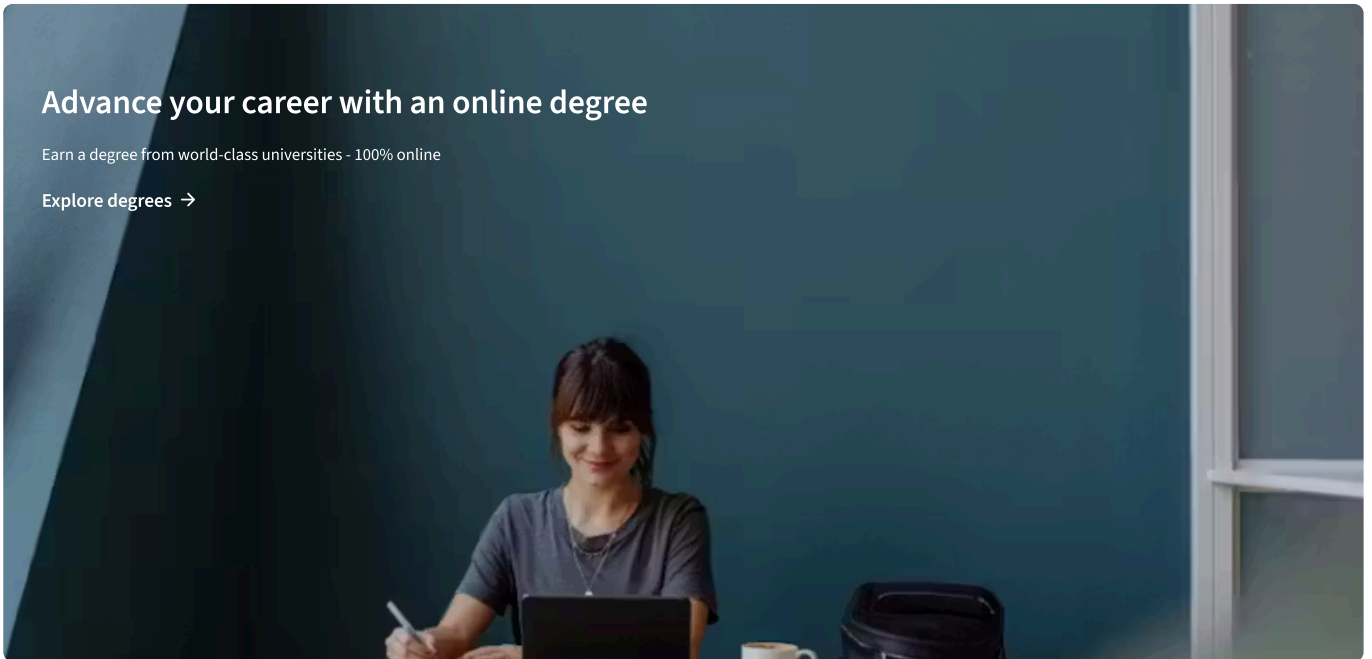 Advance your career with an online degree
Earn a degree from world-class universities - 100% online
Explore degrees →